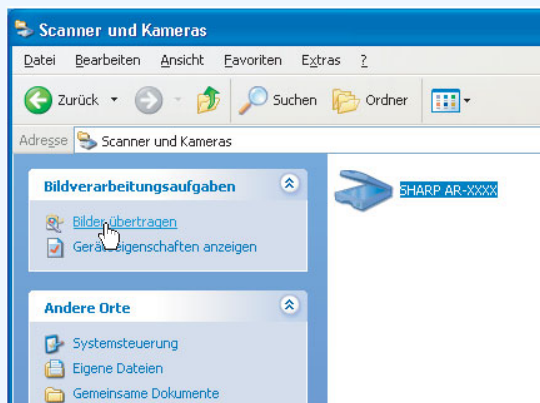 Scanner und Kameras
Datei Bearbeiten Ansicht Favoriten Extras ?
Zurück Suchen Ordner
Adresse Scanner und Kameras
Bildverarbeitungsaufgaben
Bilder übertragen
Geräteeigenschaften anzeigen
Andere Orte
Systemsteuerung
Eigene Dateien
Gemeinsame Dokumente
SHARP AR-XXXX